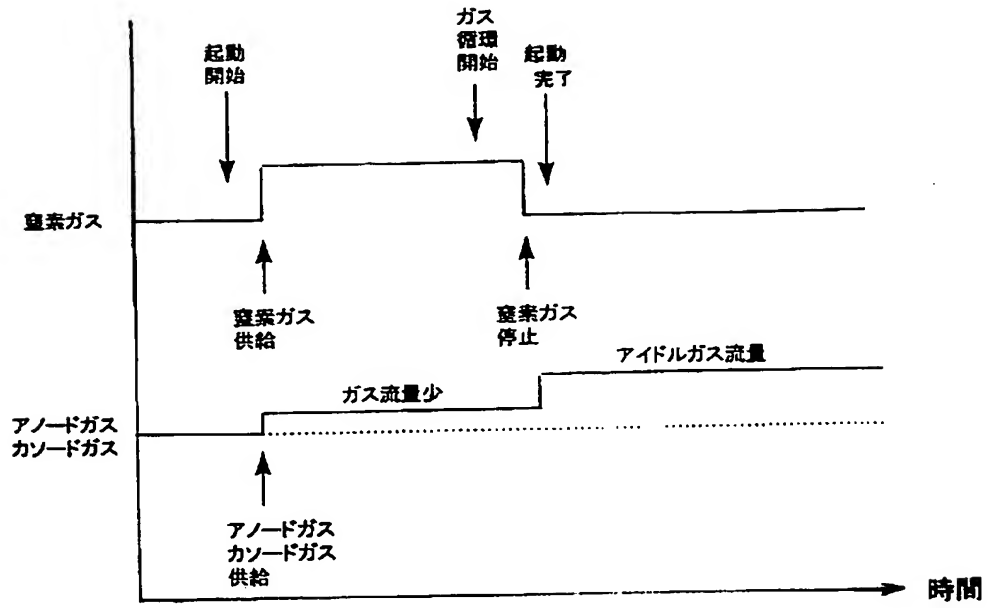 ガス
循環
開始
起動
開始
起動
完了
窒素ガス
窒素ガス
供給
窒素ガス
停止
アイドルガス流量
ガス流量少
アノードガス
カソードガス
アノードガス
カソードガス
供給
時間